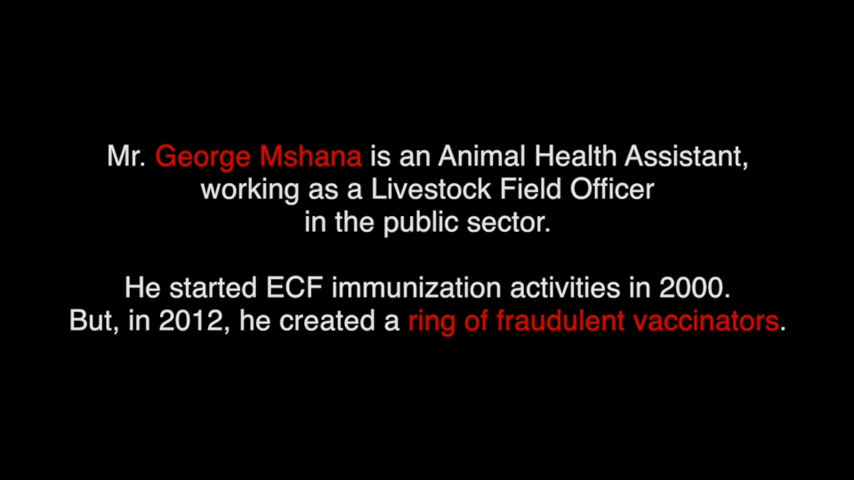 Mr. George Mshana is an Animal Health Assistant,
working as a Livestock Field Officer
in the public sector.
He started ECF immunization activities in 2000.
But, in 2012, he created a ring of fraudulent vaccinators.